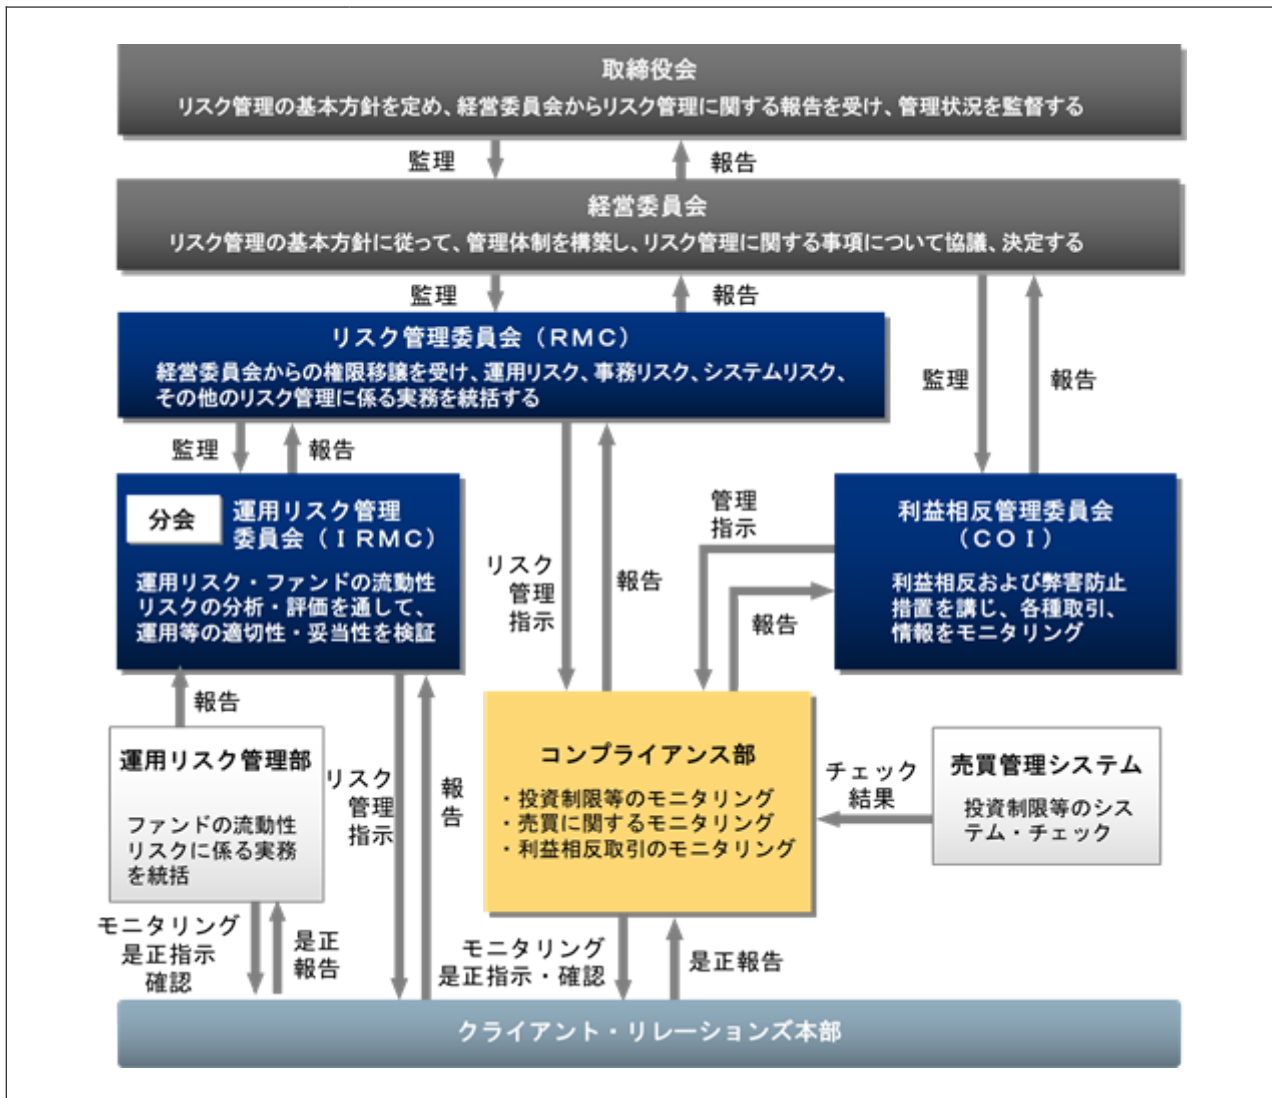 取締役会
リスク管理の基本方針を定め、経営委員会からリスク管理に関する報告を受け、管理状況を監督する
監理
報告
経営委員会
リスク管理の基本方針に従って、管理体制を構築し、リスク管理に関する事項について協議、決定する
監理
報告
監理
報告
リスク管理委員会（ＲＭＣ）
経営委員会からの権限移譲を受け、運用リスク、事務リスク、システムリスク、
その他のリスク管理に係る実務を統括する
監理
報告
分会
運用リスク管理
委員会（ＩＲＭＣ）
運用リスク・ファンドの流動性
リスクの分析・評価を通して、
運用等の適切性・妥当性を検証
リスク
管理
指示
報告
管理
指示
報告
利益相反管理委員会
（ＣＯＩ）
利益相反および弊害防止
措置を講じ、各種取引、
情報をモニタリング
報告
運用リスク管理部
ファンドの流動性
リスクに係る実務
を統括
リスク
管理
指示
報
告
コンプライアンス部
・投資制限等のモニタリング
・売買に関するモニタリング
・利益相反取引のモニタリング
チェック
結果
売買管理システム
投資制限等のシス
テム・チェック
モニタリング
是正指示
確認
是正
報告
モニタリング
是正指示・確認
是正報告
クライアント・リレーションズ本部